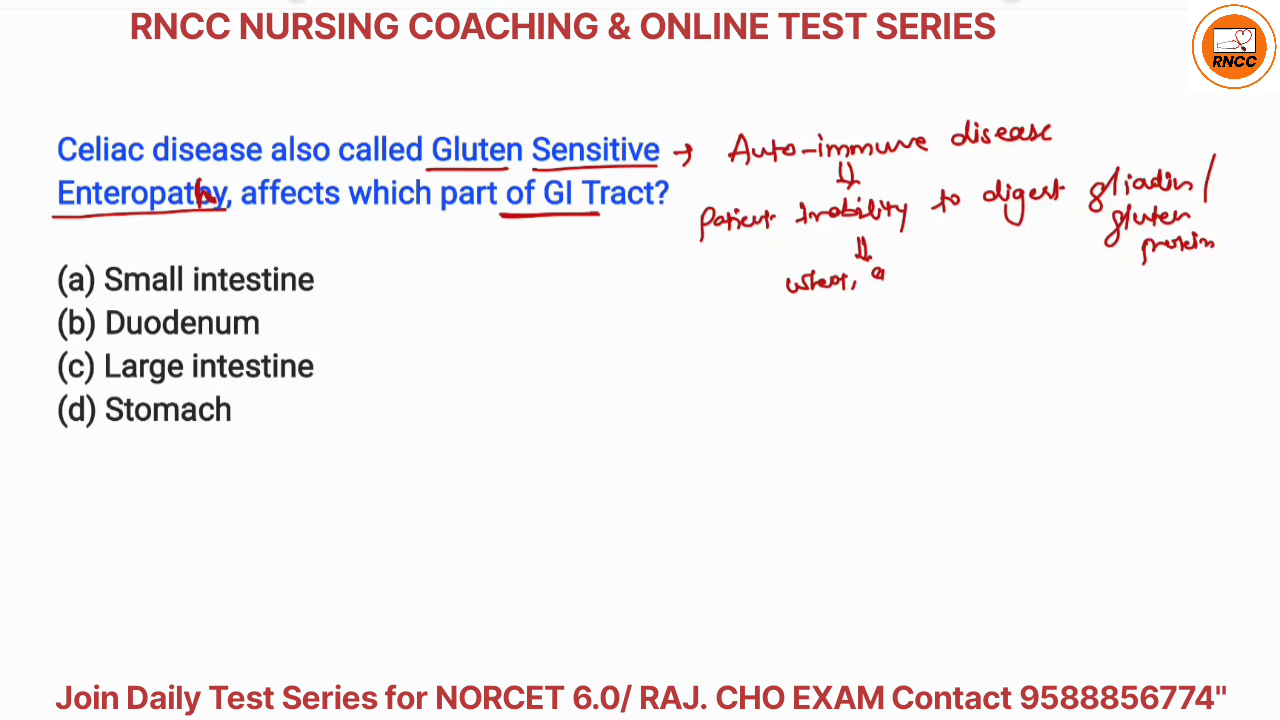 RNCC NURSING COACHING & ONLINE TEST SERIES
RNCC
Celiac disease also called Gluten Sensitive → Auto-immune disease
Enteropathy, affects which part of GI Tract?
⇓
Patient Inability to digest gliadin /
gluten
protein
⇓
wheat, a
(a) Small intestine
(b) Duodenum
(c) Large intestine
(d) Stomach
Join Daily Test Series for NORCET 6.0/ RAJ. CHO EXAM Contact 9588856774"